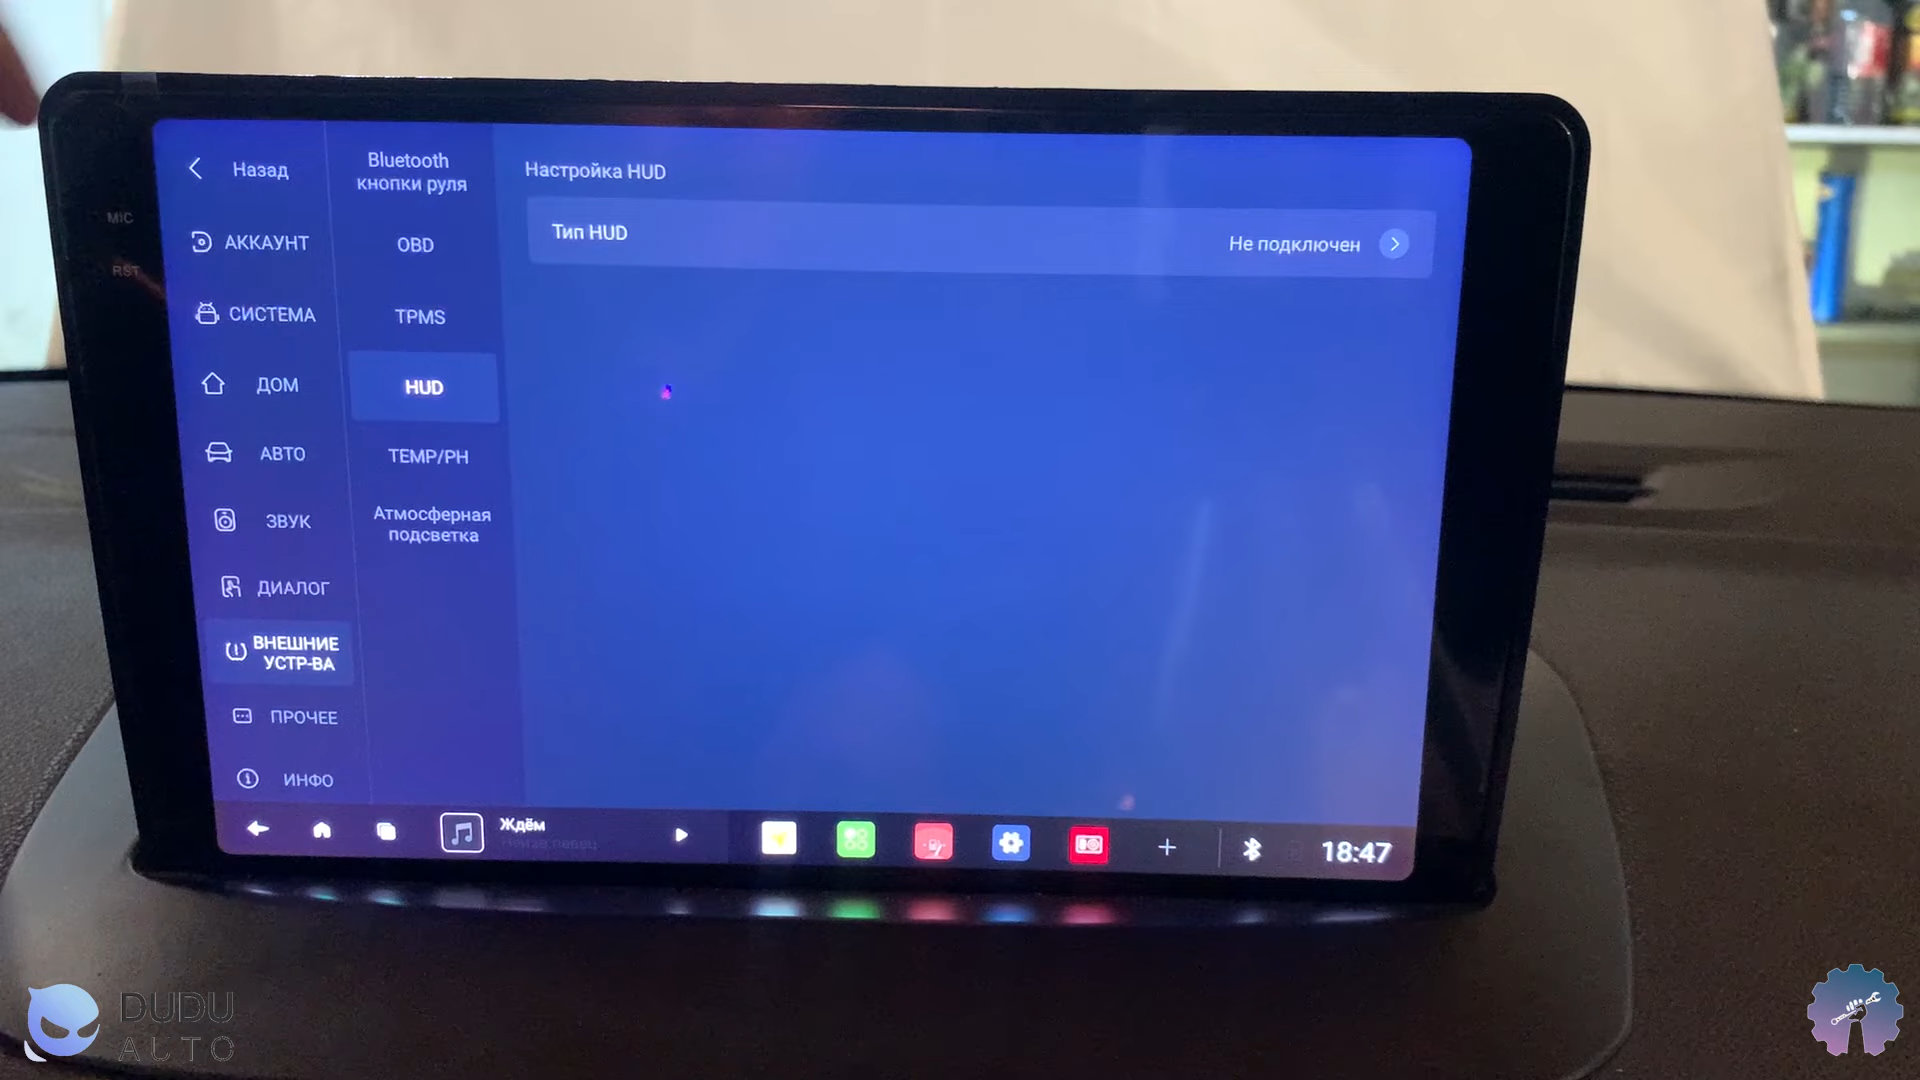 MIC
RST
Назад
АККАУНТ
СИСТЕМА
ДОМ
АВТО
ЗВУК
ДИАЛОГ
ВНЕШНИЕ
УСТР-ВА
ПРОЧЕЕ
ИНФО
Bluetooth
кнопки руля
OBD
TPMS
HUD
TEMP/PH
Атмосферная
подсветка
Настройка HUD
Тип HUD
Не подключен
Ждём
18:47
DUDU
AUTO